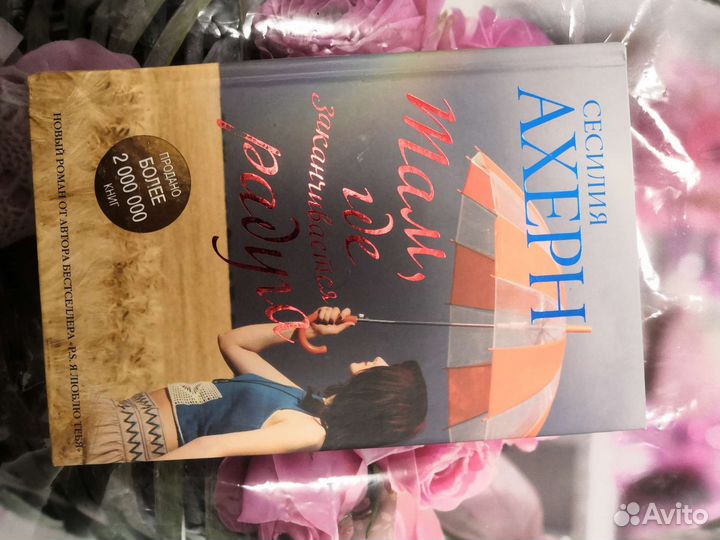 СЕСИЛИЯ
АХЕРН
Там,
где
заканчивается
радуга
ПРОДАНО
БОЛЕЕ
2 000 000
КНИГ
НОВЫЙ РОМАН ОТ АВТОРА БЕСТСЕЛЛЕРА «P.S. Я ЛЮБЛЮ ТЕБЯ»
Avito